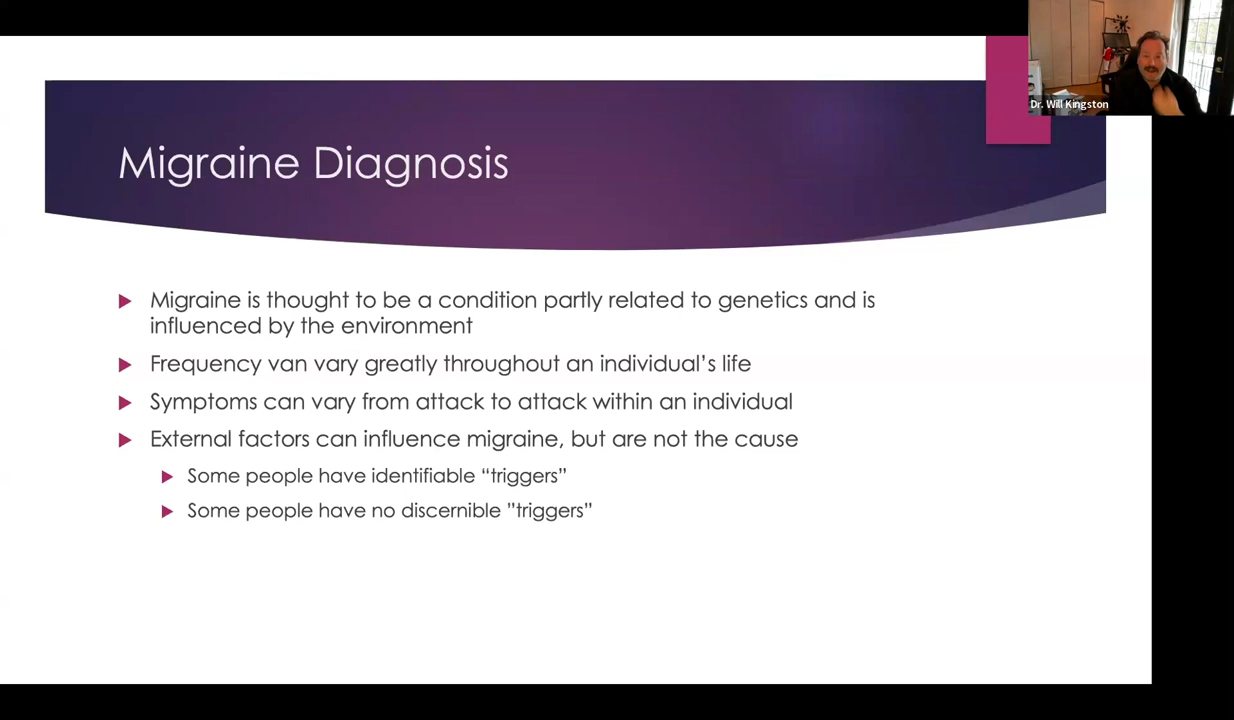 Dr. Will Kingston
Migraine Diagnosis
Migraine is thought to be a condition partly related to genetics and is
influenced by the environment
Frequency van vary greatly throughout an individual’s life
Symptoms can vary from attack to attack within an individual
External factors can influence migraine, but are not the cause
Some people have identifiable “triggers”
Some people have no discernible ”triggers”